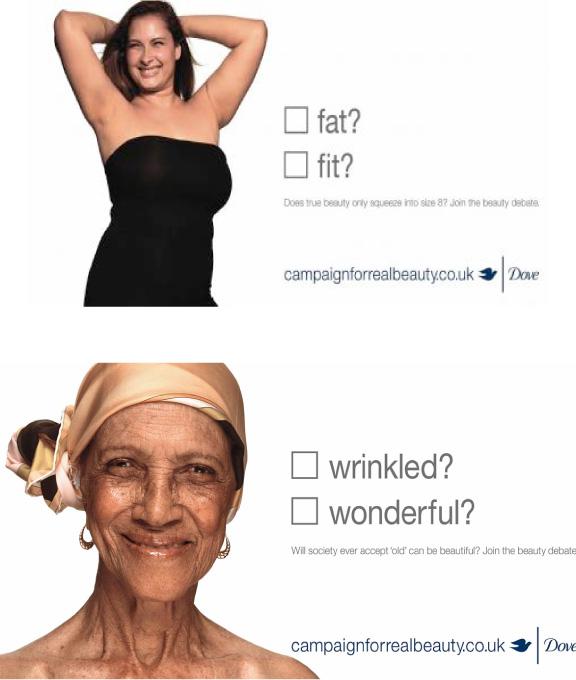 fat?
fit?
Does true beauty only squeeze into size 8? Join the beauty debate.
campaignforrealbeauty.co.uk Dove
wrinkled?
wonderful?
Will society ever accept 'old' can be beautiful? Join the beauty debate
campaignforrealbeauty.co.uk Dove